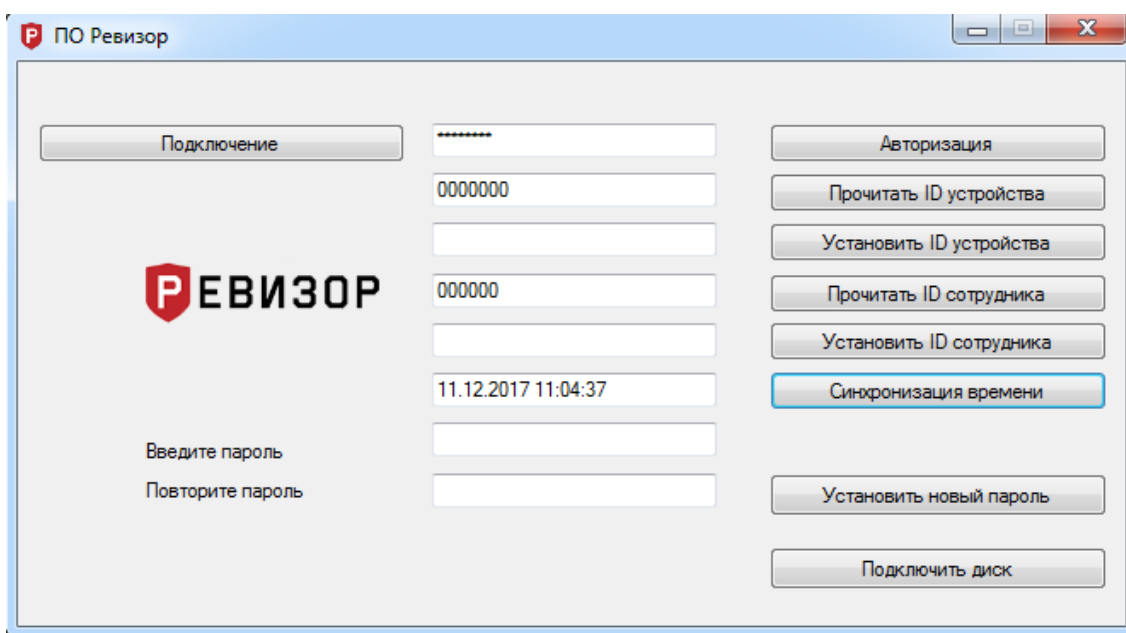 ПО Ревизор
Подключение
********
Авторизация
0000000
Прочитать ID устройства
Установить ID устройства
РЕВИЗОР
000000
Прочитать ID сотрудника
Установить ID сотрудника
11.12.2017 11:04:37
Синхронизация времени
Введите пароль
Повторите пароль
Установить новый пароль
Подключить диск